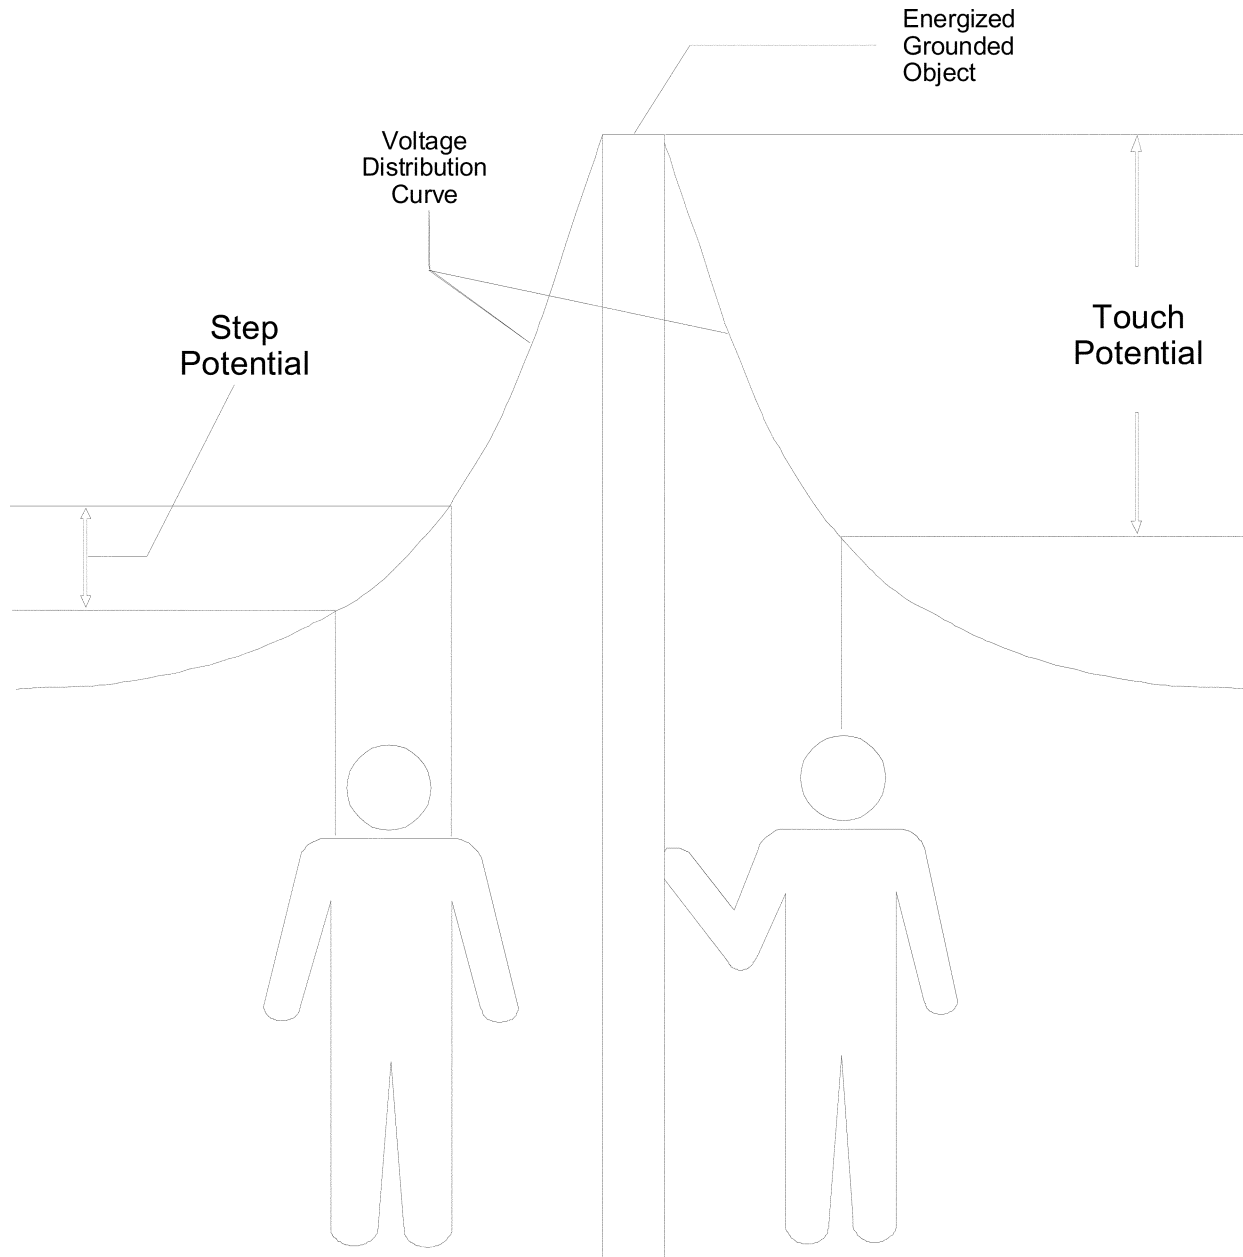 Energized
Grounded
Object
Voltage
Distribution
Curve
Step
Potential
Touch
Potential